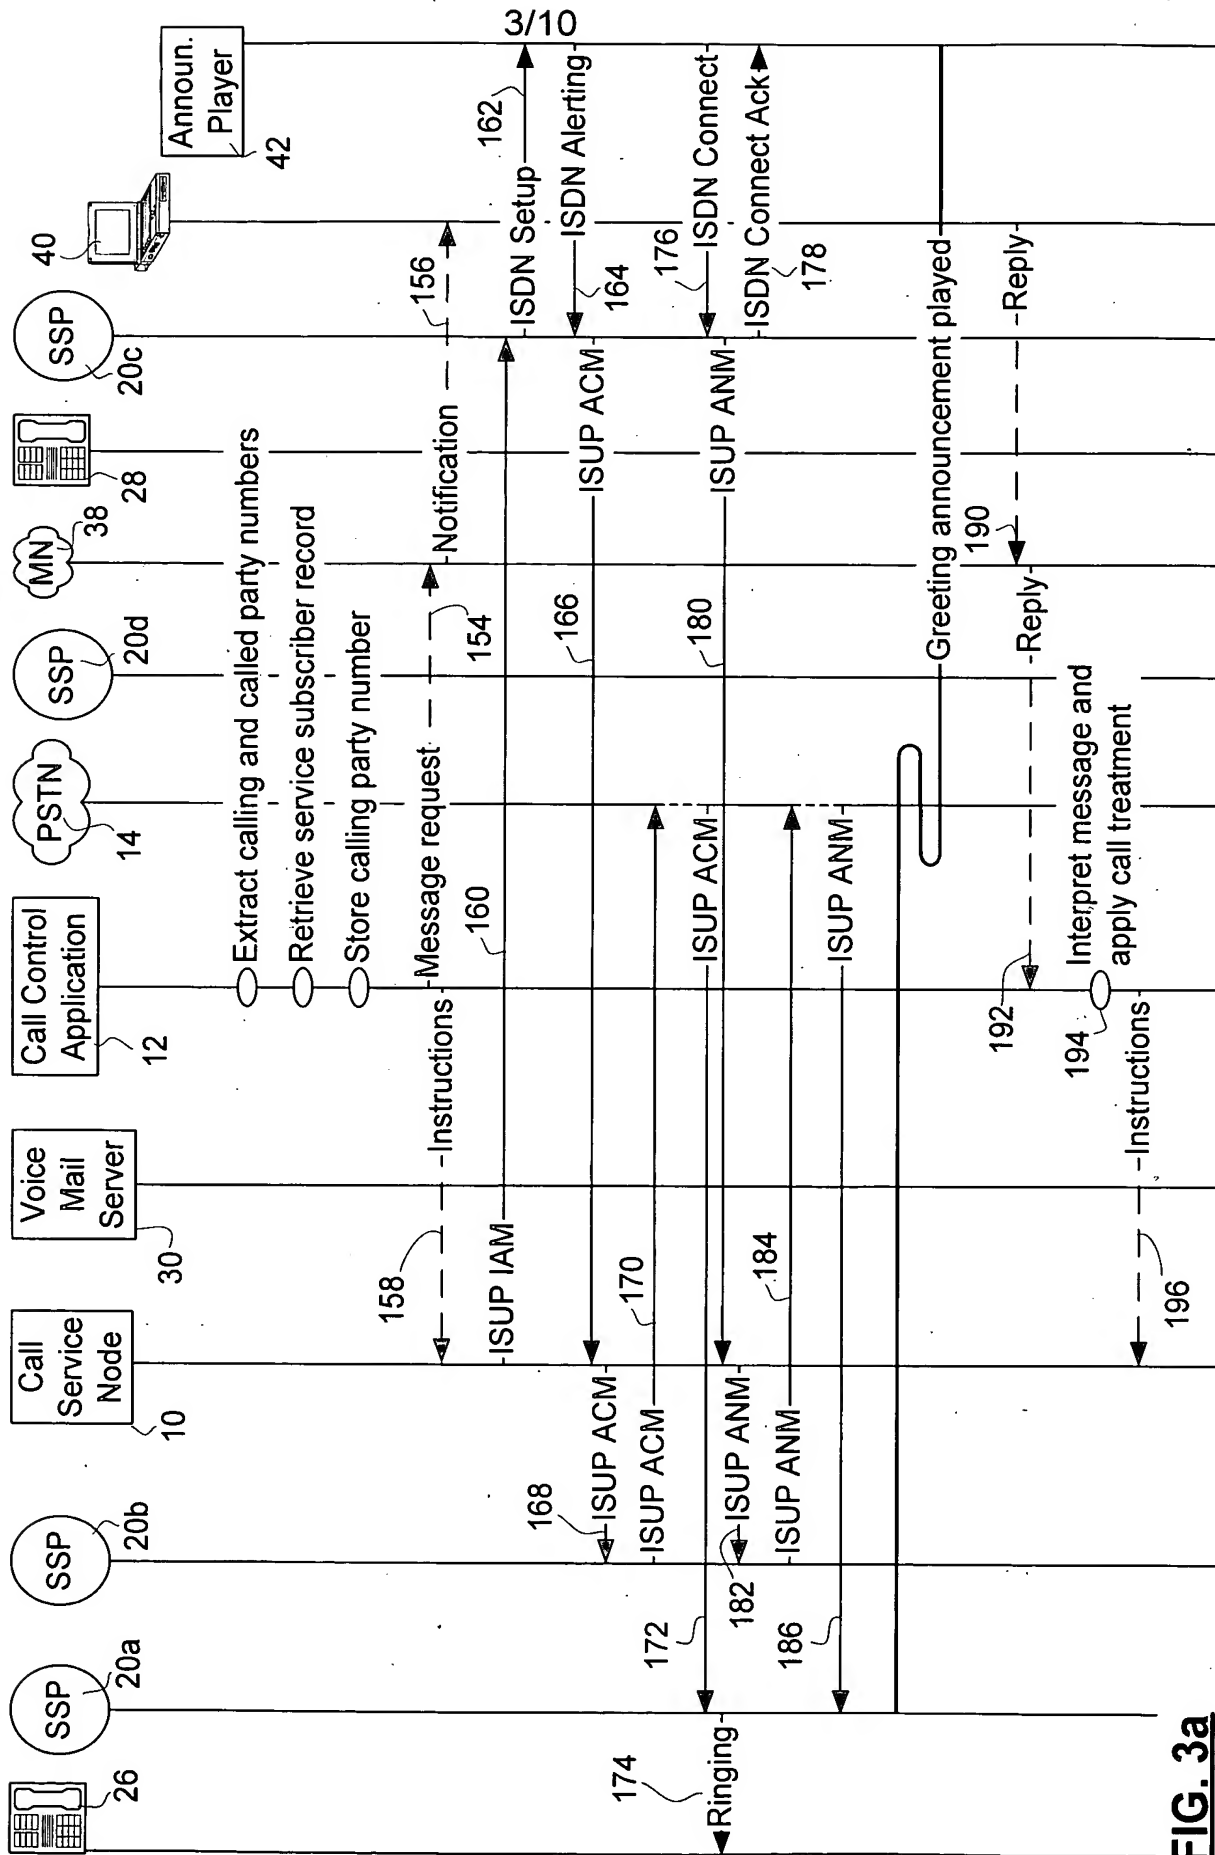 3/10
26
SSP
20a
SSP
20b
Call
Service
Node
10
Voice
Mail
Server
30
Call Control
Application
12
PSTN
14
SSP
20d
MN
38
28
SSP
20c
40
Announ.
Player
42
Extract calling and called party numbers
Retrieve service subscriber record
Store calling party number
Message request
154
Notification
156
Instructions
158
ISUP IAM
160
ISDN Setup
162
ISDN Alerting
164
ISUP ACM
166
ISUP ACM
168
ISUP ACM
170
ISUP ACM
172
Ringing
174
ISDN Connect
176
ISDN Connect Ack
178
ISUP ANM
180
ISUP ANM
182
ISUP ANM
184
ISUP ANM
186
Greeting announcement played
Reply
190
Reply
192
Interpret message and
apply call treatment
194
Instructions
196
FIG. 3a